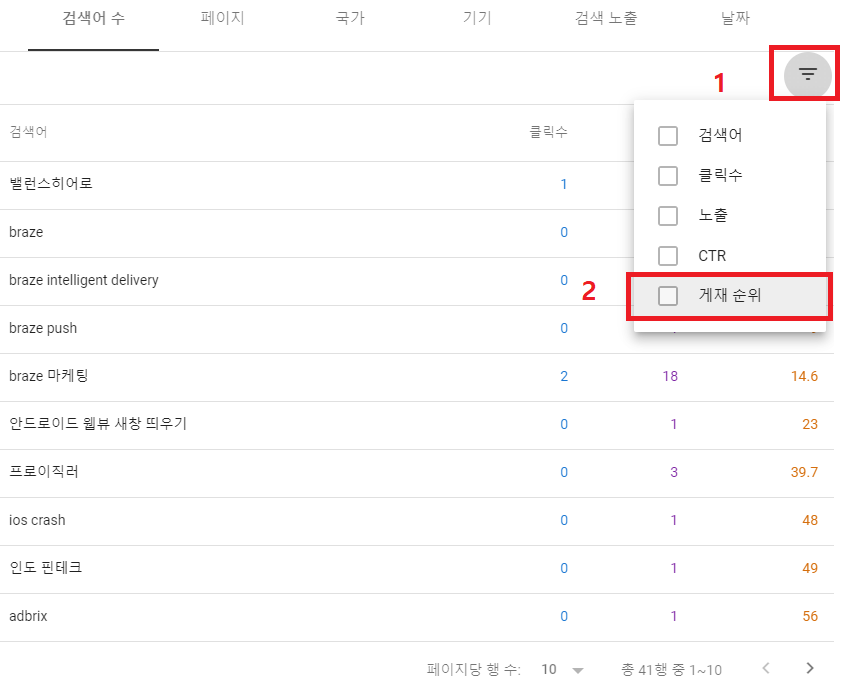 검색어 수 페이지 국가 기기 검색 노출 날짜
1
검색어 클릭수
검색어
밸런스히어로 1
클릭수
노출
braze 0
CTR
braze intelligent delivery 0
2 게재 순위
braze push 0
braze 마케팅 2 18 14.6
안드로이드 웹뷰 새창 띄우기 0 1 23
프로이직러 0 3 39.7
ios crash 0 1 48
인도 핀테크 0 1 49
adbrix 0 1 56
페이지당 행 수: 10 총 41행 중 1~10